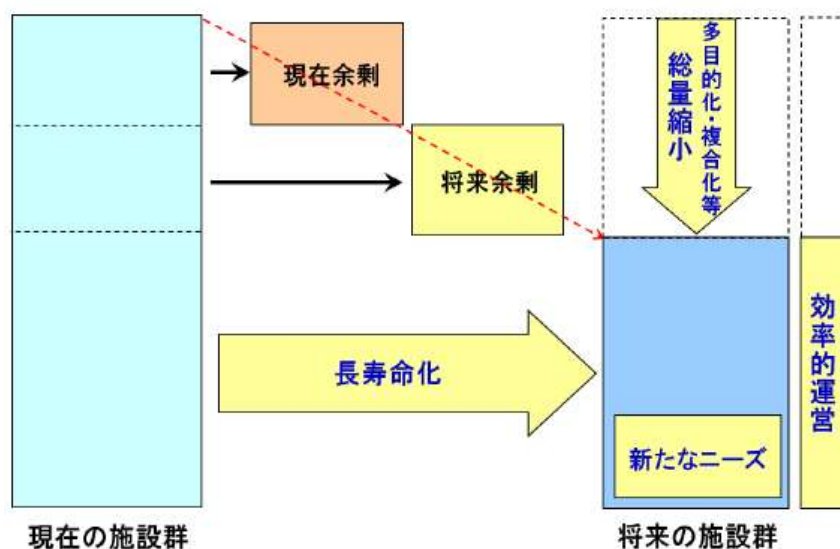 現在余剰
将来余剰
長寿命化
総量縮小
多目的化・複合化等
新たなニーズ
効率的運営
現在の施設群
将来の施設群